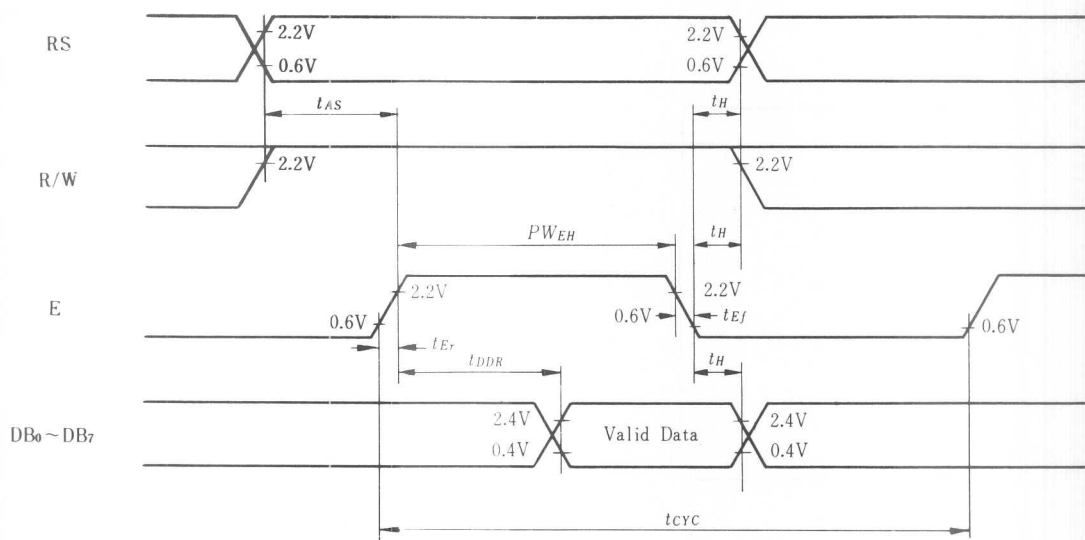 RS
2.2V
0.6V
2.2V
0.6V
tAS
tH
R/W
2.2V
2.2V
PWEH
tH
E
0.6V
2.2V
0.6V
2.2V
tEf
0.6V
tEr
tDDR
tH
DB0~DB7
2.4V
0.4V
Valid Data
2.4V
0.4V
tCYC